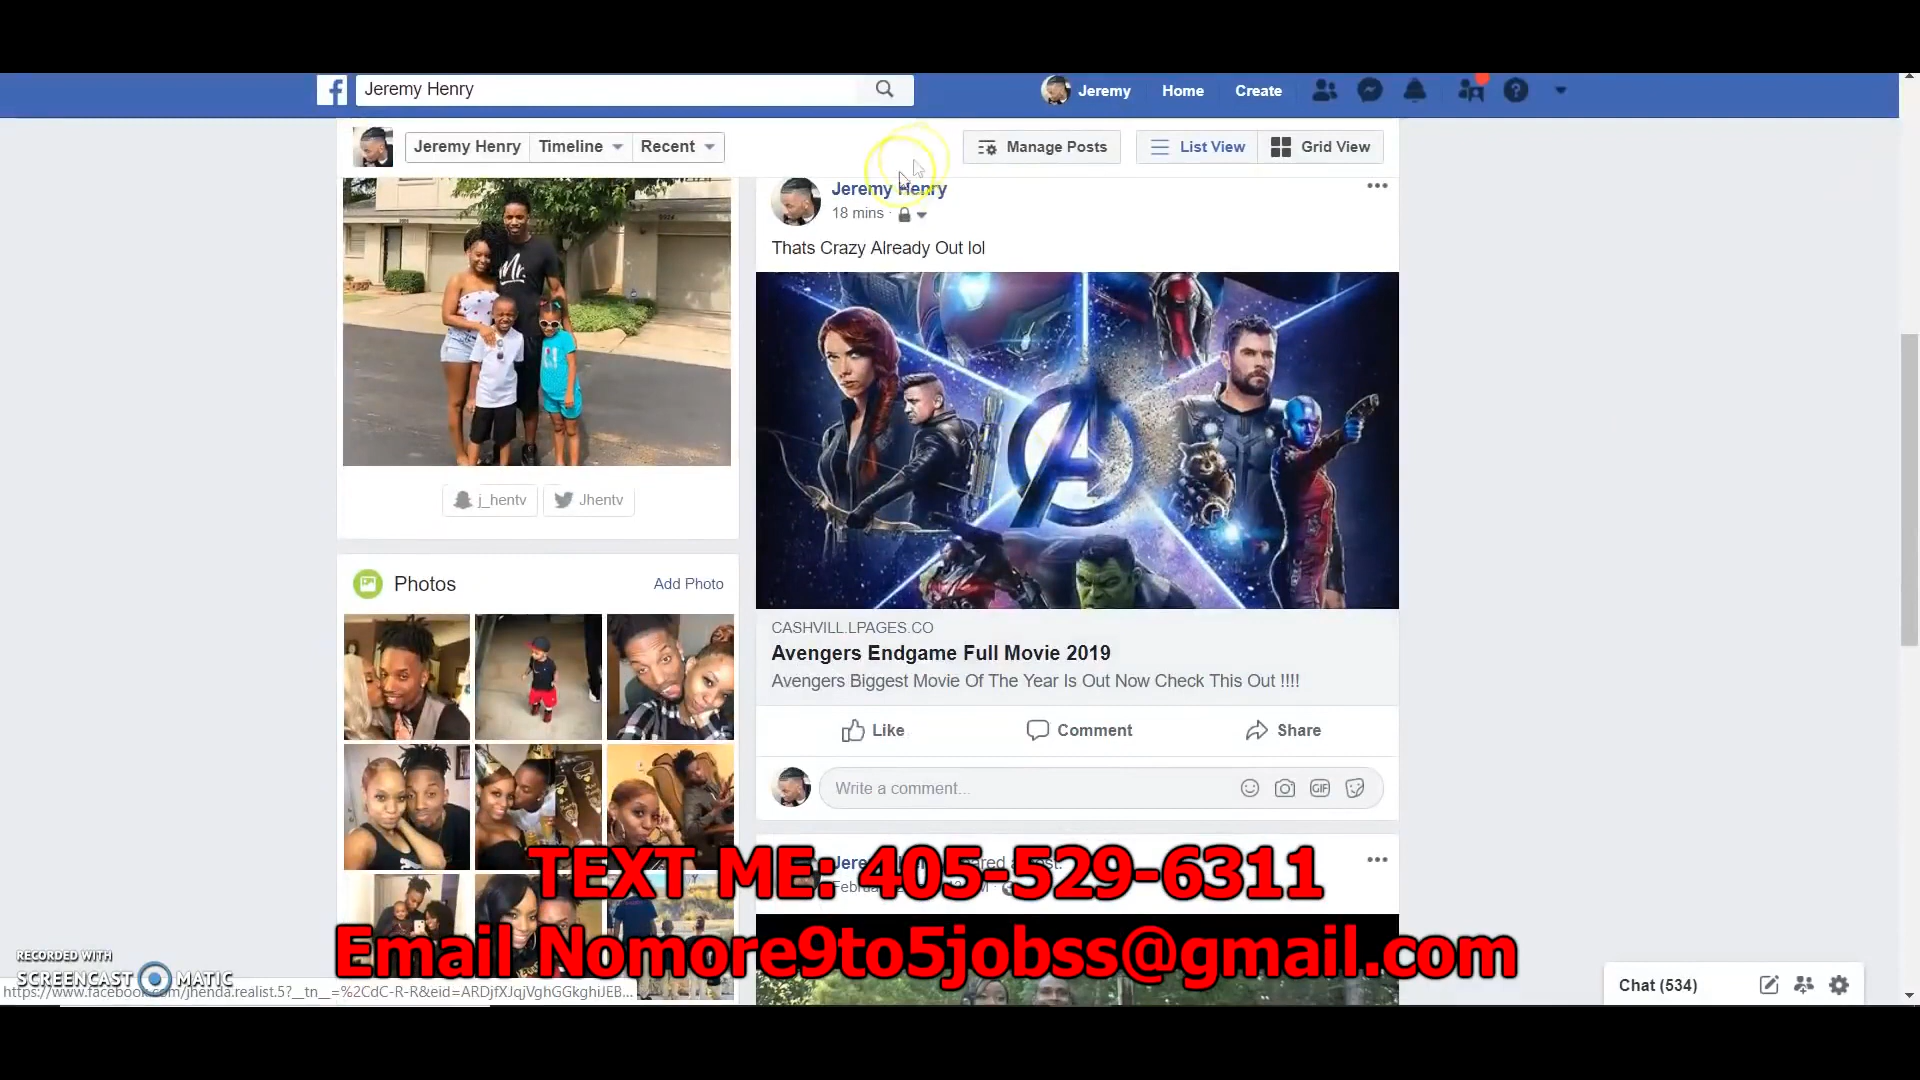 Jeremy Henry
Jeremy
Home
Create
Jeremy Henry
Timeline
Recent
Manage Posts
List View
Grid View
Jeremy Henry
18 mins ·
Thats Crazy Already Out lol
Mr.
j_hentv
Jhentv
CASHVILL.LPAGES.CO
Avengers Endgame Full Movie 2019
Avengers Biggest Movie Of The Year Is Out Now Check This Out !!!!
Like
Comment
Share
Write a comment...
GIF
Photos
Add Photo
TEXT ME: 405-529-6311
Email Nomore9to5jobss@gmail.com
RECORDED WITH
SCREENCAST MATIC
Chat (534)